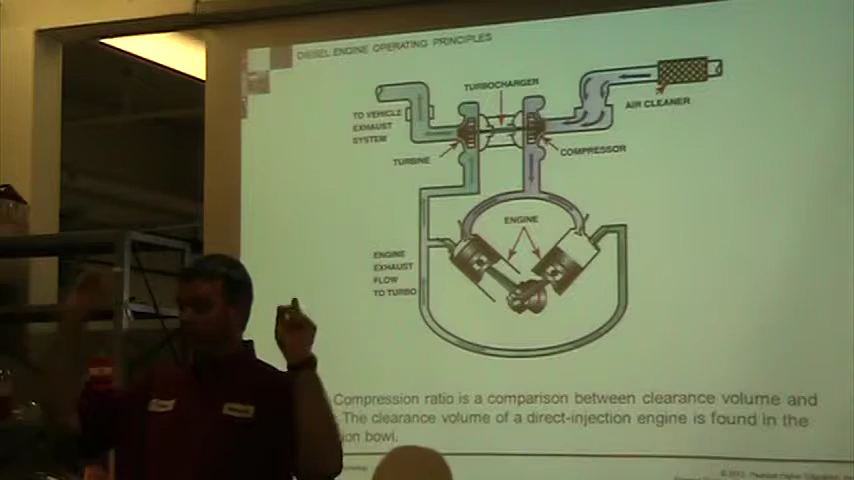 DIESEL ENGINE OPERATING PRINCIPLES
TURBOCHARGER
TO VEHICLE
EXHAUST
SYSTEM
AIR CLEANER
TURBINE
COMPRESSOR
ENGINE
ENGINE
EXHAUST
FLOW
TO TURBO
Compression ratio is a comparison between clearance volume and
The clearance volume of a direct-injection engine is found in the
ion bowl.